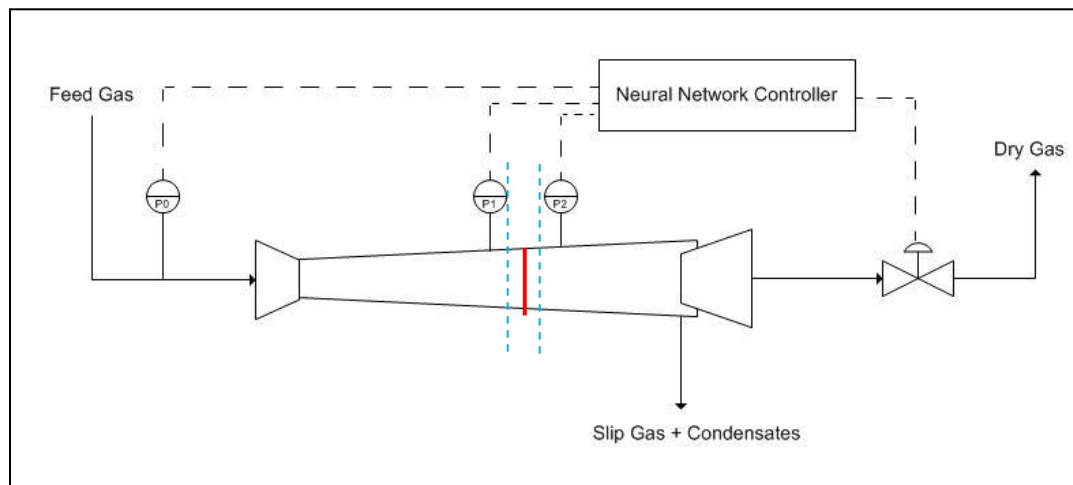 Neural Network Controller
Feed Gas
Dry Gas
P0
P1
P2
Slip Gas + Condensates